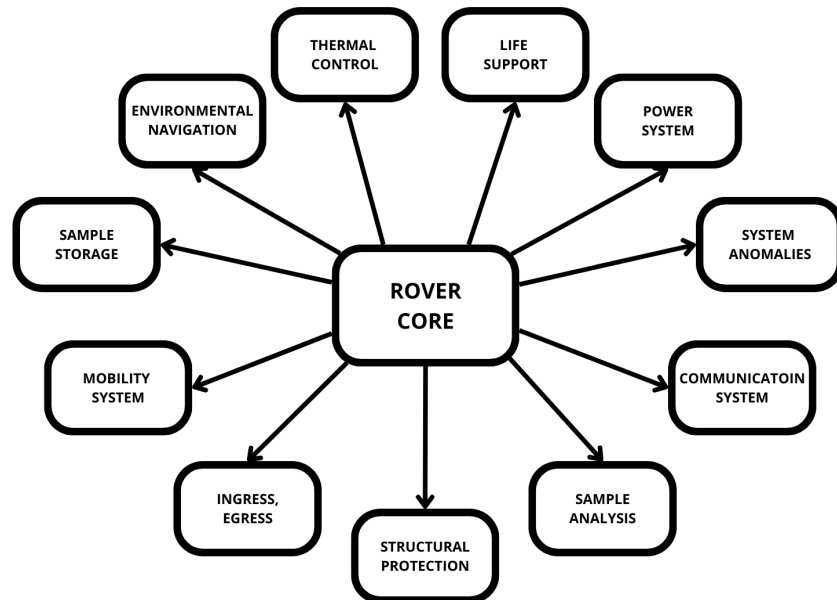 THERMAL
CONTROL
LIFE
SUPPORT
ENVIRONMENTAL
NAVIGATION
POWER
SYSTEM
SAMPLE
STORAGE
SYSTEM
ANOMALIES
ROVER
CORE
MOBILITY
SYSTEM
COMMUNICATOIN
SYSTEM
INGRESS,
EGRESS
SAMPLE
ANALYSIS
STRUCTURAL
PROTECTION